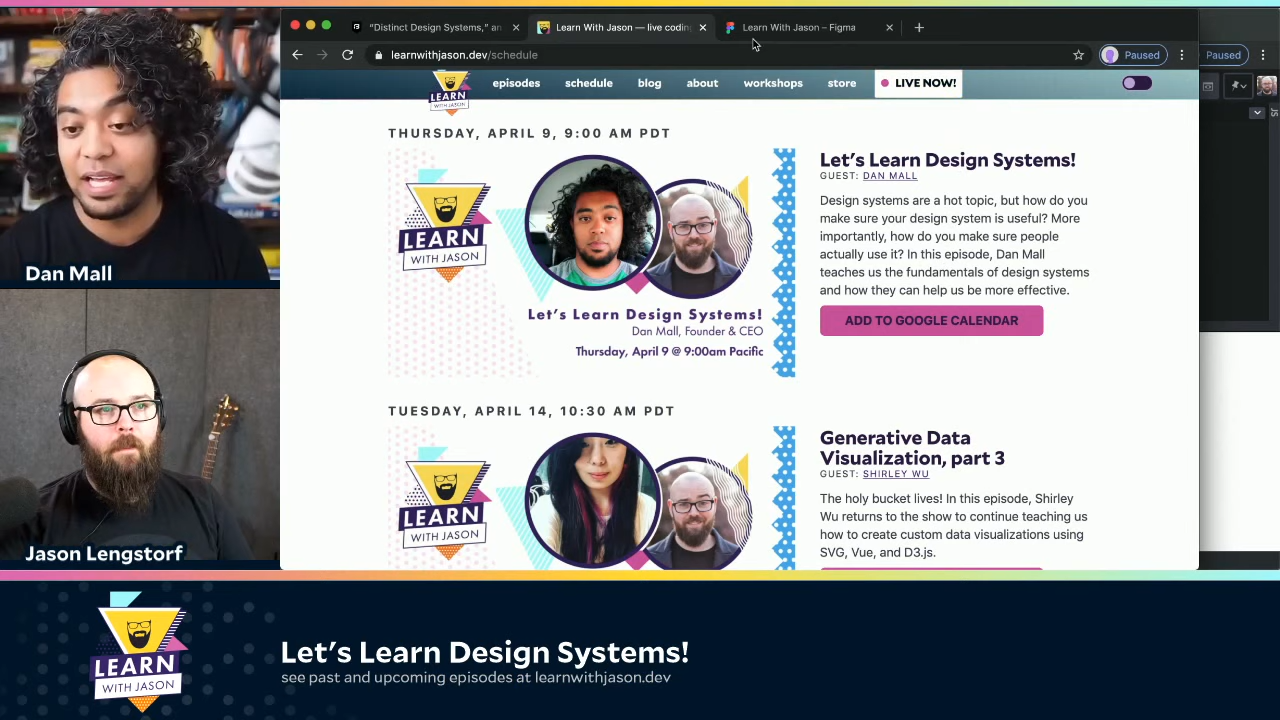 Dan Mall
Jason Lengstorf
"Distinct Design Systems," an
Learn With Jason — live codin
Learn With Jason – Figma
learnwithjason.dev/schedule
Paused
Paused
LEARN
WITH JASON
episodes
schedule
blog
about
workshops
store
LIVE NOW!
JS
THURSDAY, APRIL 9, 9:00 AM PDT
LEARN
WITH JASON
Let's Learn Design Systems!
Dan Mall, Founder & CEO
Thursday, April 9 @ 9:00am Pacific
Let's Learn Design Systems!
GUEST: DAN MALL
Design systems are a hot topic, but how do you
make sure your design system is useful? More
importantly, how do you make sure people
actually use it? In this episode, Dan Mall
teaches us the fundamentals of design systems
and how they can help us be more effective.
ADD TO GOOGLE CALENDAR
TUESDAY, APRIL 14, 10:30 AM PDT
LEARN
WITH JASON
Generative Data
Visualization, part 3
GUEST: SHIRLEY WU
The holy bucket lives! In this episode, Shirley
Wu returns to the show to continue teaching us
how to create custom data visualizations using
SVG, Vue, and D3.js.
LEARN
WITH JASON
Let's Learn Design Systems!
see past and upcoming episodes at learnwithjason.dev